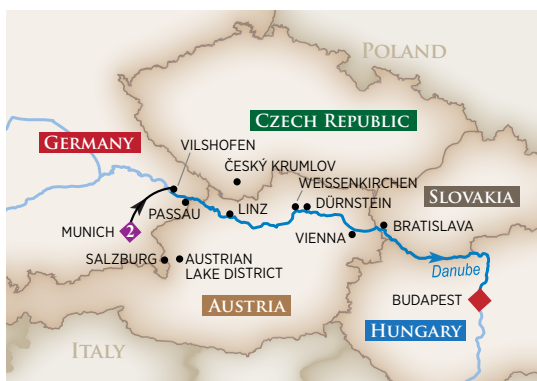 POLAND
CZECH REPUBLIC
GERMANY
VILSHOFEN
ČESKÝ KRUMLOV
WEISSENKIRCHEN
SLOVAKIA
PASSAU
LINZ
DÜRNSTEIN
MUNICH 2
VIENNA
BRATISLAVA
SALZBURG
AUSTRIAN
LAKE DISTRICT
Danube
AUSTRIA
BUDAPEST
HUNGARY
ITALY